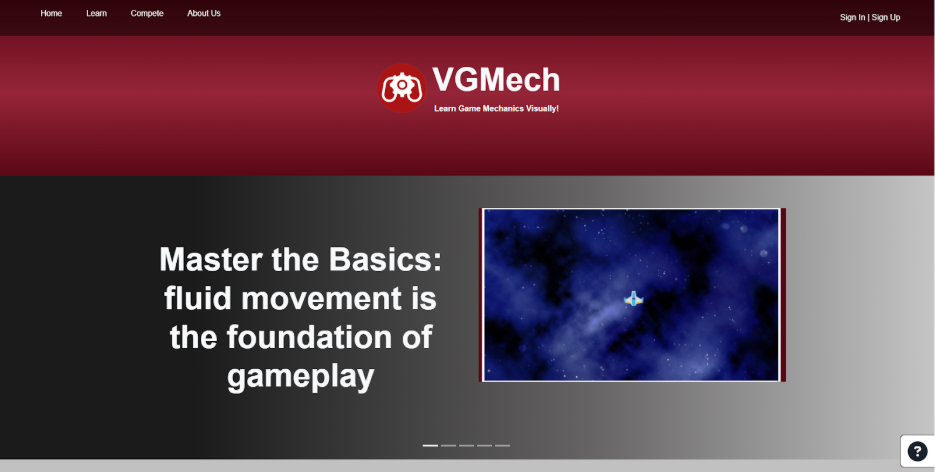 Home Learn Compete About Us
Sign In | Sign Up
VGMech
Learn Game Mechanics Visually!
Master the Basics:
fluid movement is
the foundation of
gameplay
?